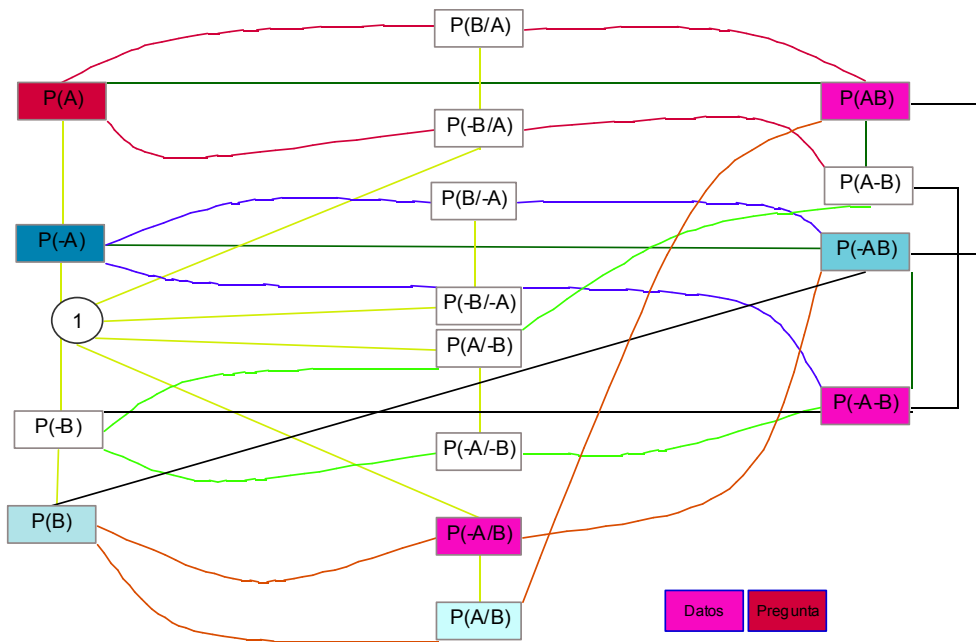 P(B/A)
P(A)
P(AB)
P(-B/A)
P(A-B)
P(B/-A)
P(-A)
P(-AB)
P(-B/-A)
1
P(A/-B)
P(-A-B)
P(-B)
P(-A/-B)
P(B)
P(-A/B)
P(A/B)
Datos
Pregunta